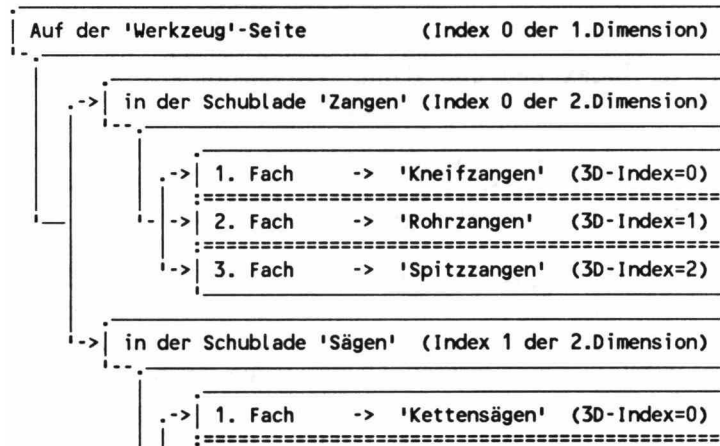 Auf der 'Werkzeug'-Seite (Index 0 der 1.Dimension)
.-> in der Schublade 'Zangen' (Index 0 der 2.Dimension)
.-> 1. Fach -> 'Kneifzangen' (3D-Index=0)
-> 2. Fach -> 'Rohrzangen' (3D-Index=1)
'-> 3. Fach -> 'Spitzzangen' (3D-Index=2)
'-> in der Schublade 'Sägen' (Index 1 der 2.Dimension)
.-> 1. Fach -> 'Kettensägen' (3D-Index=0)